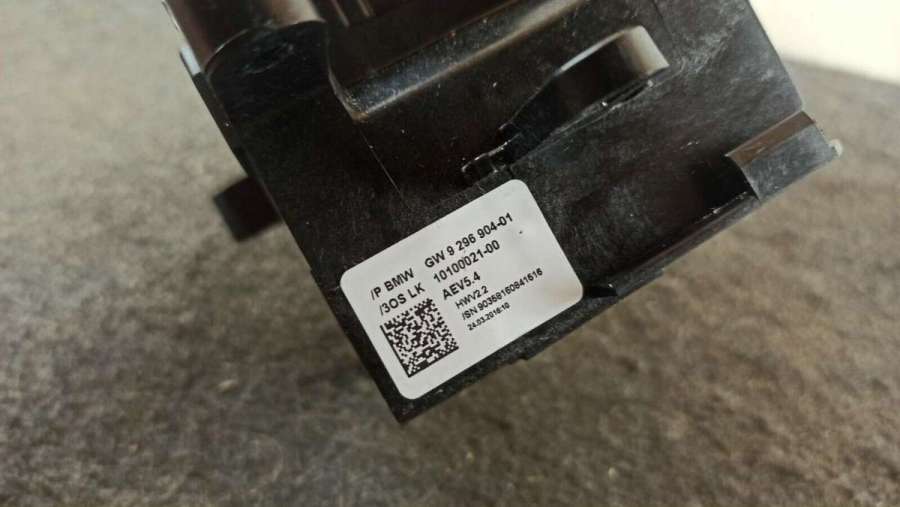 /P BMW GW 9 296 904-01
/3OS LK 10100021-00
AEV5.4
HWV2.2
/SN 90358160841616
24.03.2016:10